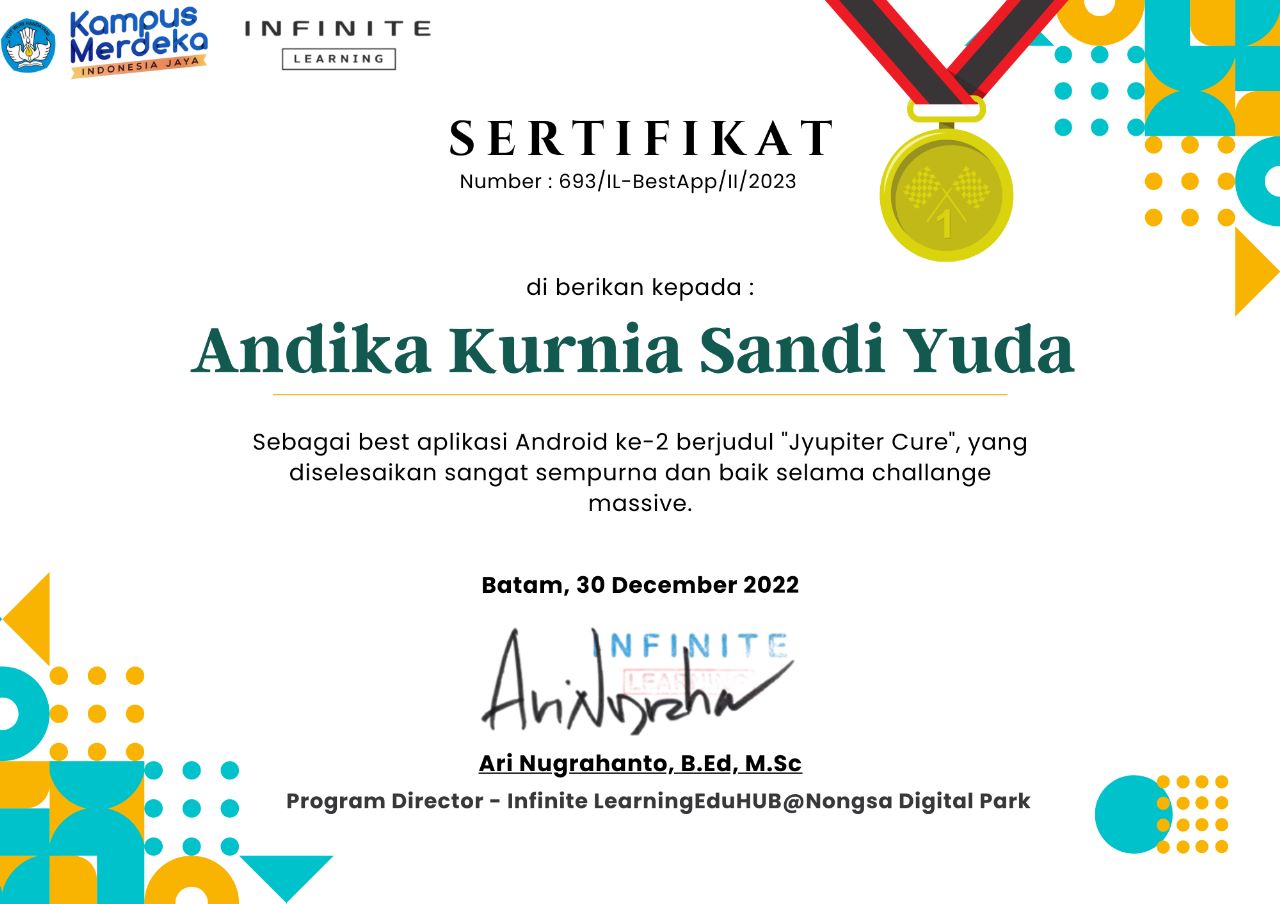 Kampus
Merdeka
INDONESIA JAYA
INFINITE
LEARNING
SERTIFIKAT
Number : 693/IL-BestApp/II/2023
1
di berikan kepada :
Andika Kurnia Sandi Yuda
Sebagai best aplikasi Android ke-2 berjudul "Jyupiter Cure", yang
diselesaikan sangat sempurna dan baik selama challange
massive.
Batam, 30 December 2022
INFINITE
LEARNING
Ari Nugraha
Ari Nugrahanto, B.Ed, M.Sc
Program Director - Infinite LearningEduHUB@Nongsa Digital Park